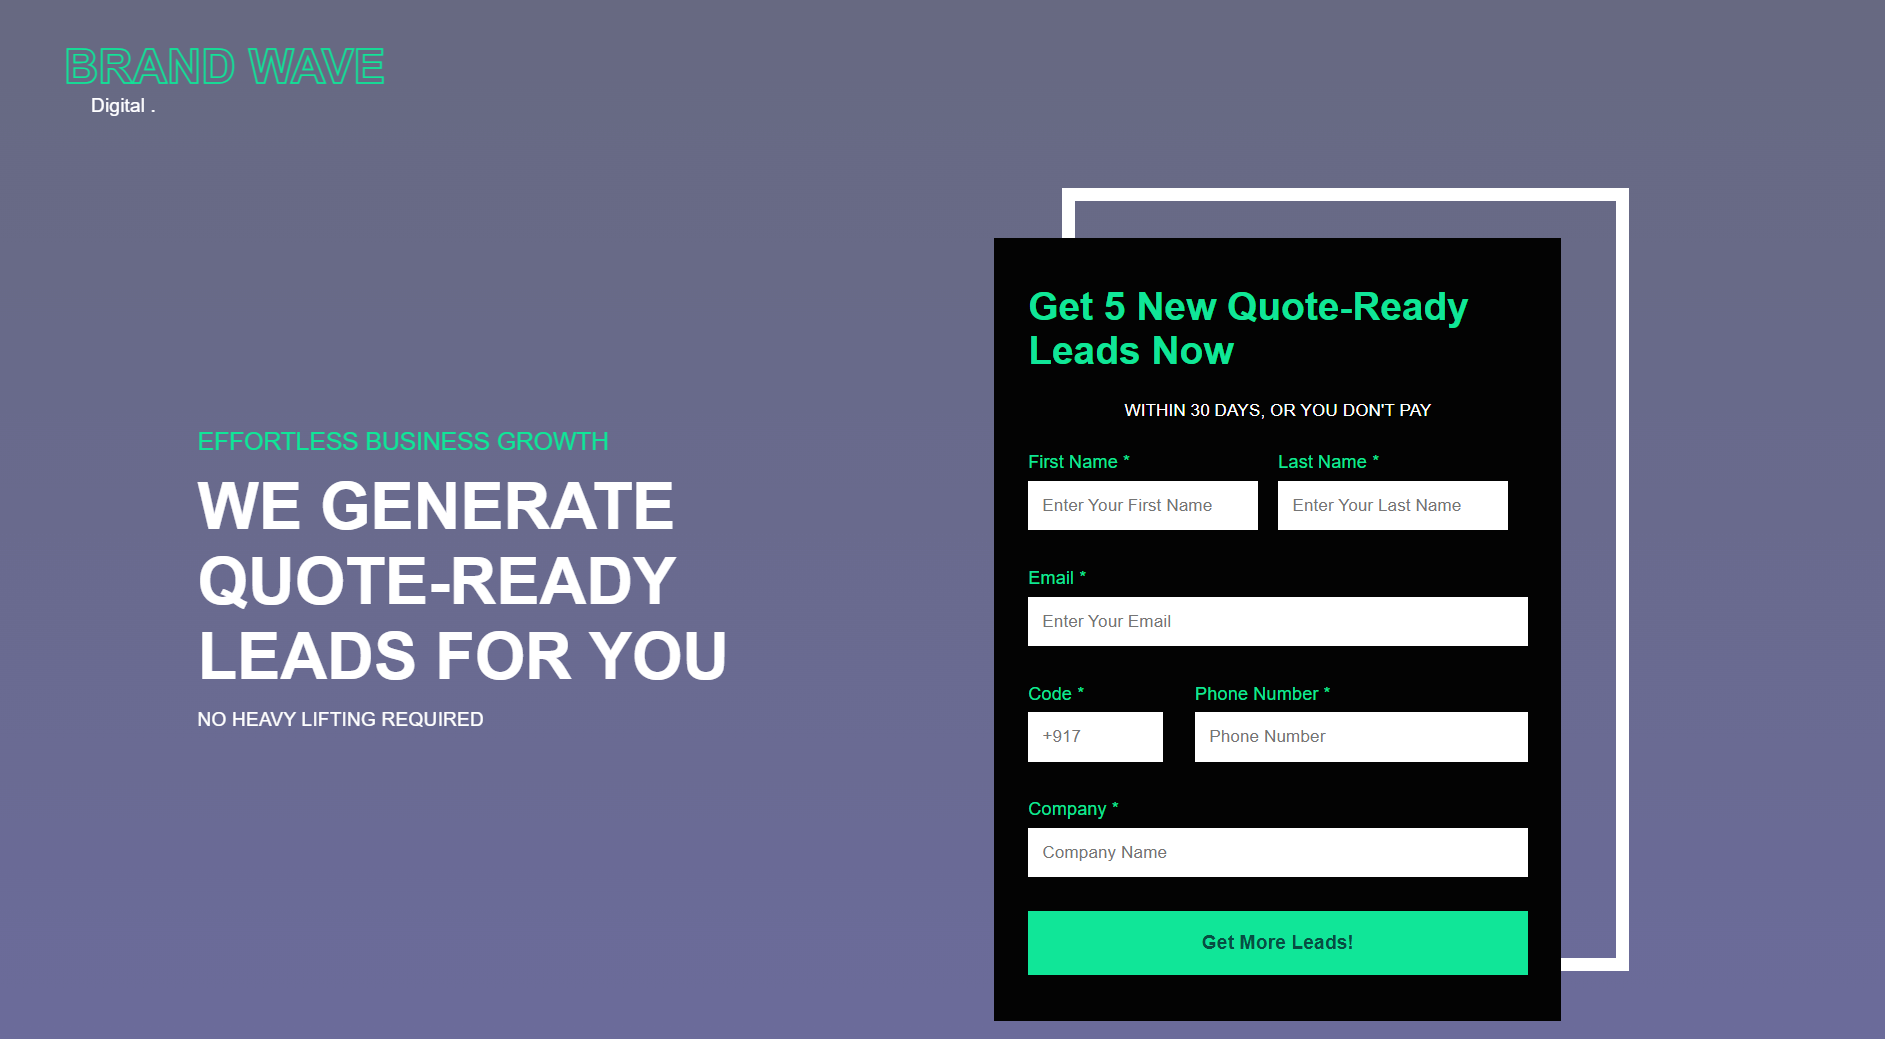 BRAND WAVE
Digital .
EFFORTLESS BUSINESS GROWTH
WE GENERATE
QUOTE-READY
LEADS FOR YOU
NO HEAVY LIFTING REQUIRED
Get 5 New Quote-Ready
Leads Now
WITHIN 30 DAYS, OR YOU DON'T PAY
First Name * Last Name *
Enter Your First Name Enter Your Last Name
Email *
Enter Your Email
Code * Phone Number *
+917 Phone Number
Company *
Company Name
Get More Leads!